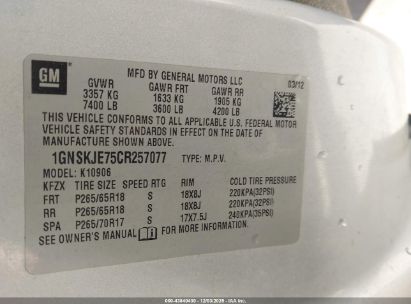 GM
MFD BY GENERAL MOTORS LLC
03/12
GVWR GAWR FRT GAWR RR
3357 KG 1633 KG 1905 KG
7400 LB 3600 LB 4200 LB
THIS VEHICLE CONFORMS TO ALL APPLICABLE U.S. FEDERAL MOTOR
VEHICLE SAFETY AND THEFT PREVENTION STANDARDS IN EFFECT ON THE DATE OF
MANUFACTURE SHOWN ABOVE.
1GNSKJE75CR257077 TYPE: M.P.V.
MODEL: K10906
KFZX TIRE SIZE SPEED RTG RIM COLD TIRE PRESSURE
FRT P265/65R18 S 18X8J 220KPA(32PSI)
RR P265/65R18 S 18X8J 220KPA(32PSI)
SPA P265/70R17 S 17X7.5J 240KPA(35PSI)
SEE OWNER'S MANUAL FOR MORE INFORMATION.